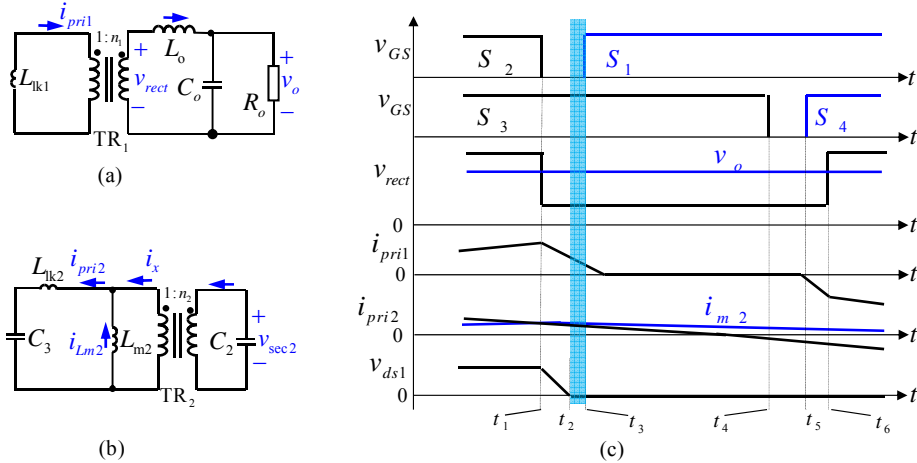 i_pri1
1:n_1
L_o
L_lk1
+
v_rect
−
C_o
R_o
+
v_o
−
TR_1
(a)
L_lk2
i_pri2
i_x
1:n_2
C_3
i_Lm2
L_m2
C_2
+
v_sec2
−
TR_2
(b)
v_GS
S_2
S_1
t
v_GS
S_3
S_4
t
v_rect
v_o
0
t
i_pri1
0
t
i_pri2
i_m 2
0
t
v_ds1
0
t
t_1
t_2
t_3
t_4
t_5
t_6
(c)